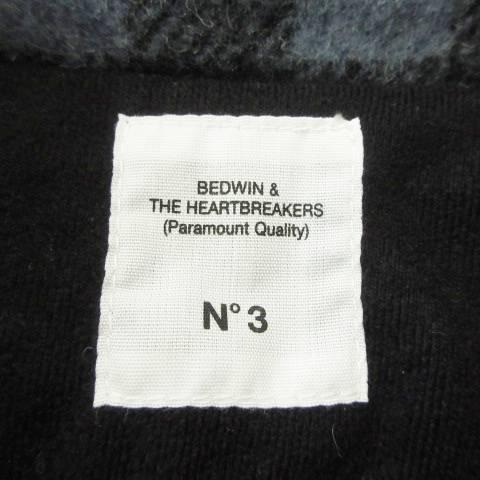 BEDWIN &
THE HEARTBREAKERS
(Paramount Quality)
N° 3